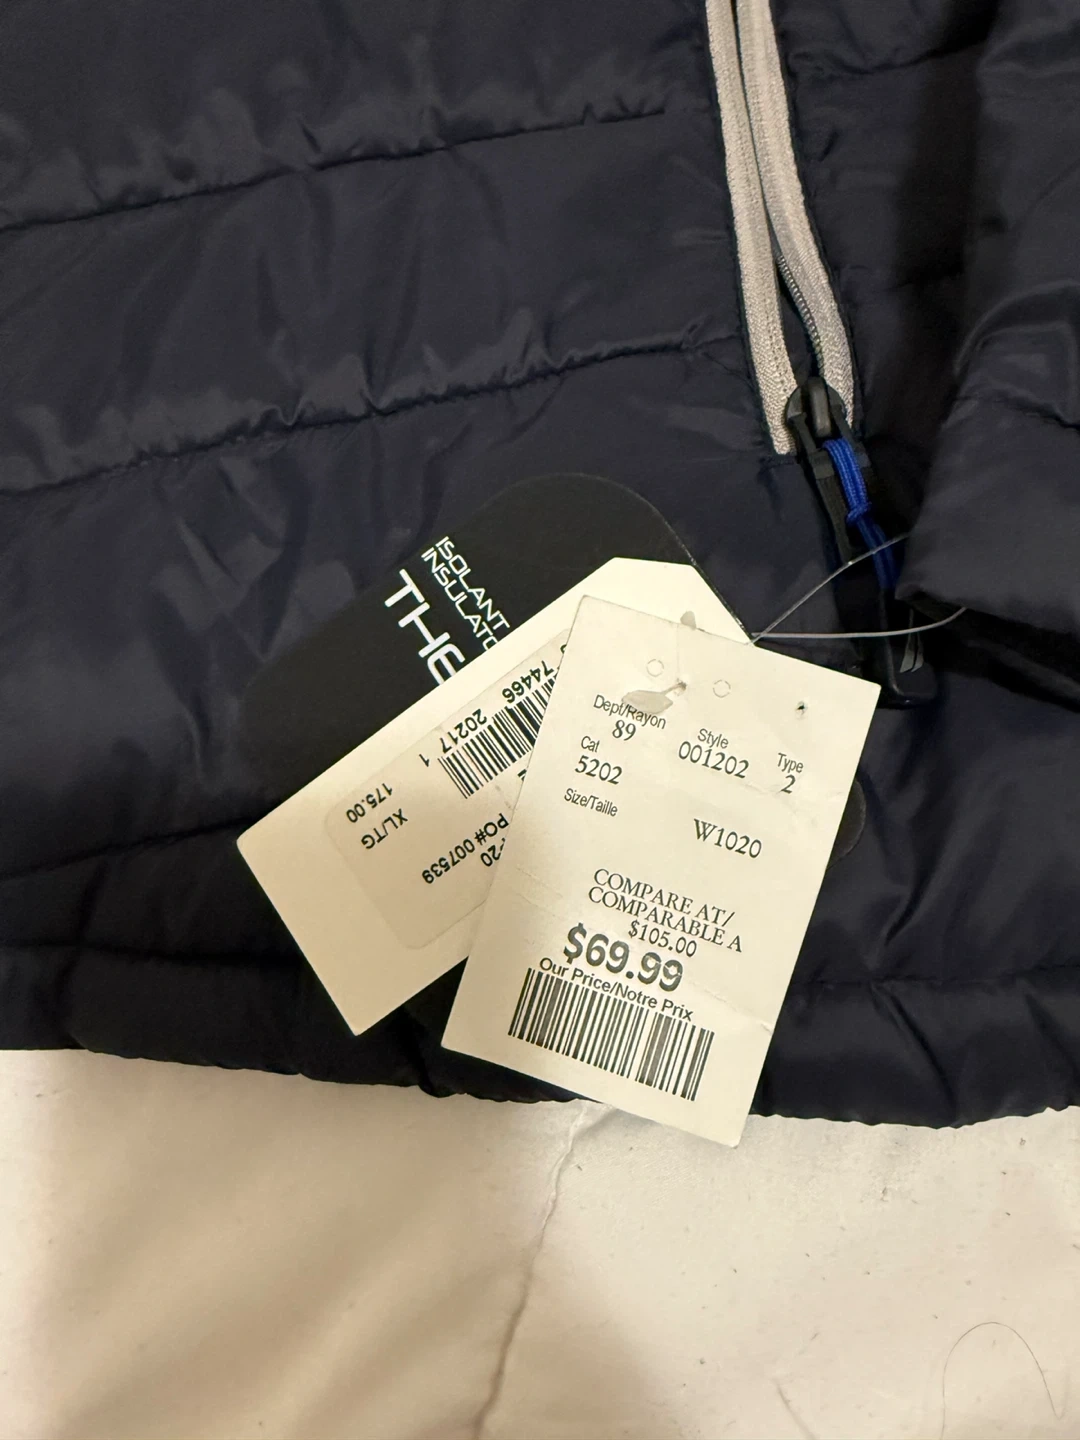 ISOLANT
INSULATO
THE
74466
20217 1
175.00
XL/TG
PO# 007539
-20
Dept/Rayon
89
Style
001202
Type
2
Cat
5202
Size/Taille
W1020
COMPARE AT/
COMPARABLE A
$105.00
$69.99
Our Price/Notre Prix